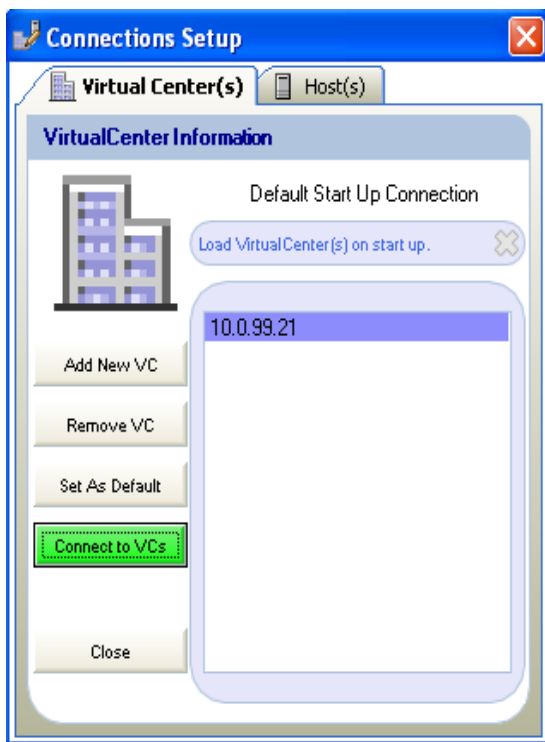 Connections Setup
Virtual Center(s)
Host(s)
VirtualCenter Information
Default Start Up Connection
Load VirtualCenter(s) on start up.
10.0.99.21
Add New VC
Remove VC
Set As Default
Connect to VCs
Close